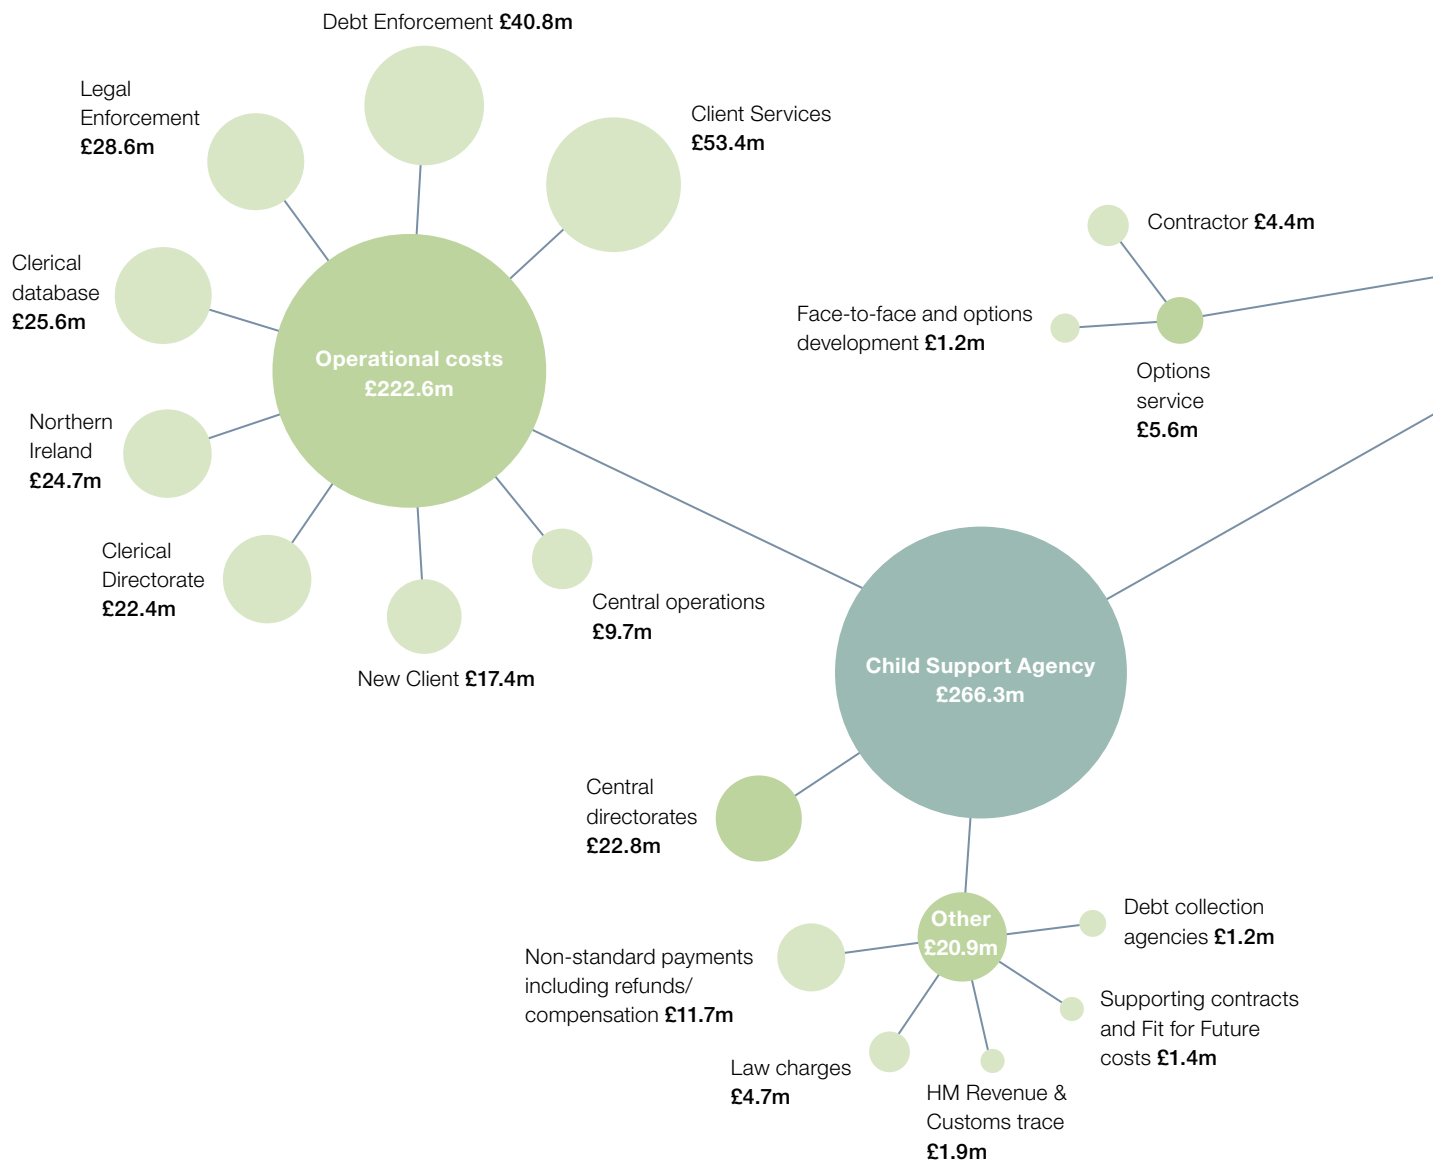 Debt Enforcement £40.8m
Legal
Enforcement
£28.6m
Client Services
£53.4m
Clerical
database
£25.6m
Operational costs
£222.6m
Northern
Ireland
£24.7m
Clerical
Directorate
£22.4m
New Client £17.4m
Central operations
£9.7m
Contractor £4.4m
Face-to-face and options
development £1.2m
Options
service
£5.6m
Child Support Agency
£266.3m
Central
directorates
£22.8m
Other
£20.9m
Non-standard payments
including refunds/
compensation £11.7m
Law charges
£4.7m
HM Revenue &
Customs trace
£1.9m
Supporting contracts
and Fit for Future
costs £1.4m
Debt collection
agencies £1.2m